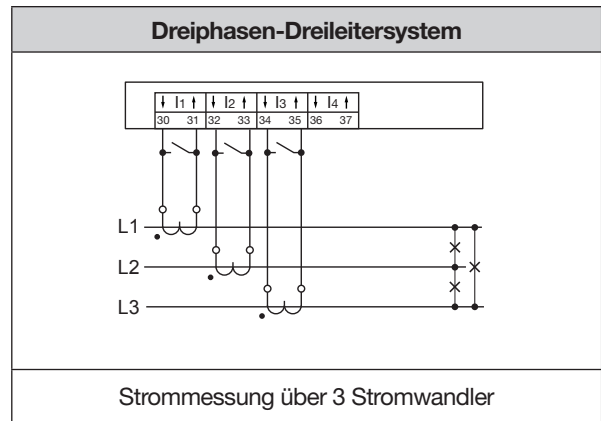 Dreiphasen-Dreileitersystem
I1 I2 I3 I4
30 31 32 33 34 35 36 37
L1
L2
L3
Strommessung über 3 Stromwandler